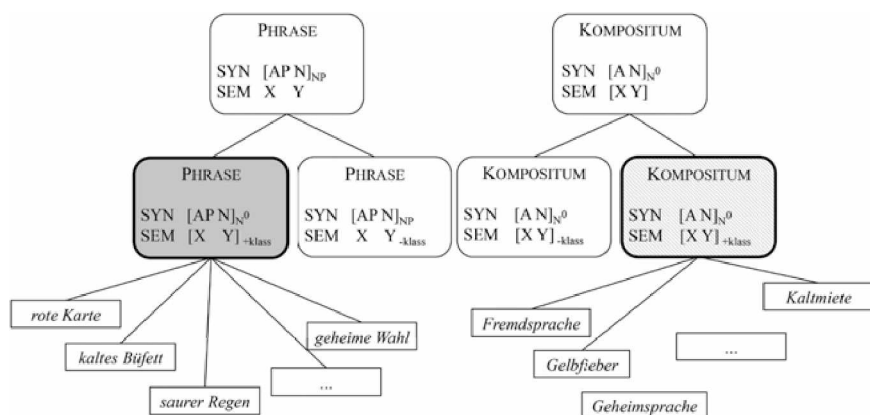 PHRASE
SYN [AP N]NP
SEM X Y
KOMPOSITUM
SYN [A N]N⁰
SEM [X Y]
PHRASE
SYN [AP N]N⁰
SEM [X Y]+klass
PHRASE
SYN [AP N]NP
SEM X Y-klass
KOMPOSITUM
SYN [A N]N⁰
SEM [X Y]-klass
KOMPOSITUM
SYN [A N]N⁰
SEM [X Y]+klass
rote Karte
kaltes Büfett
saurer Regen
geheime Wahl
...
Fremdsprache
Gelbfieber
Geheimsprache
...
Kaltmiete